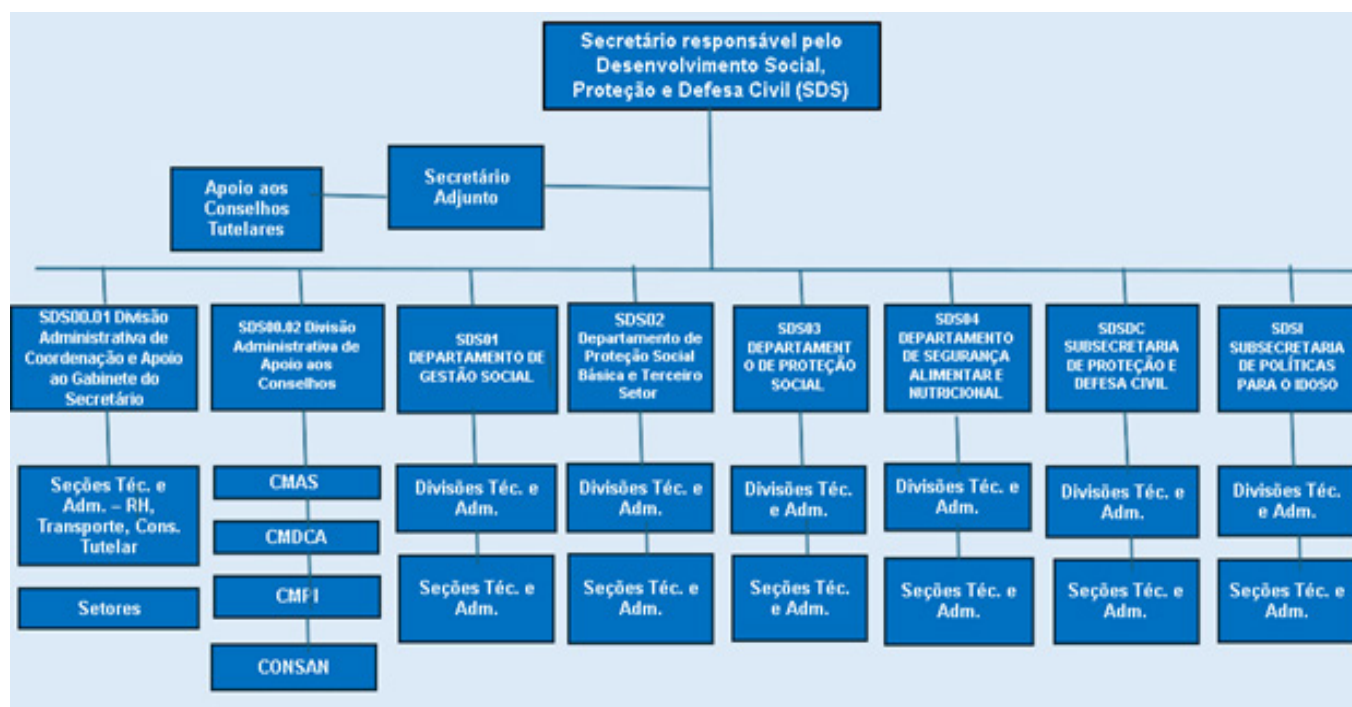 Secretário responsável pelo
Desenvolvimento Social,
Proteção e Defesa Civil (SDS)
Secretário
Adjunto
Apoio aos
Conselhos
Tutelares
SDS00.01 Divisão
Administrativa de
Coordenação e Apoio
ao Gabinete do
Secretário
SDS00.02 Divisão
Administrativa de
Apoio aos
Conselhos
SDS01
DEPARTAMENTO DE
GESTÃO SOCIAL
SDS02
Departamento de
Proteção Social
Básica e Terceiro
Setor
SDS03
DEPARTAMENT
O DE PROTEÇÃO
SOCIAL
SDS04
DEPARTAMENTO
DE SEGURANÇA
ALIMENTAR E
NUTRICIONAL
SDSDC
SUBSECRETARIA
DE PROTEÇÃO E
DEFESA CIVIL
SDSI
SUBSECRETARIA
DE POLÍTICAS
PARA O IDOSO
Seções Téc. e
Adm. – RH,
Transporte, Cons.
Tutelar
Setores
CMAS
CMDCA
CMPI
CONSAN
Divisões Téc. e
Adm.
Divisões Téc. e
Adm.
Divisões Téc.
e Adm.
Divisões Téc. e
Adm.
Divisões Téc. e
Adm.
Divisões Téc.
e Adm.
Seções Téc. e
Adm.
Seções Téc. e
Adm.
Seções Téc.
e Adm.
Seções Téc. e
Adm.
Seções Téc. e
Adm.
Seções Téc. e
Adm.